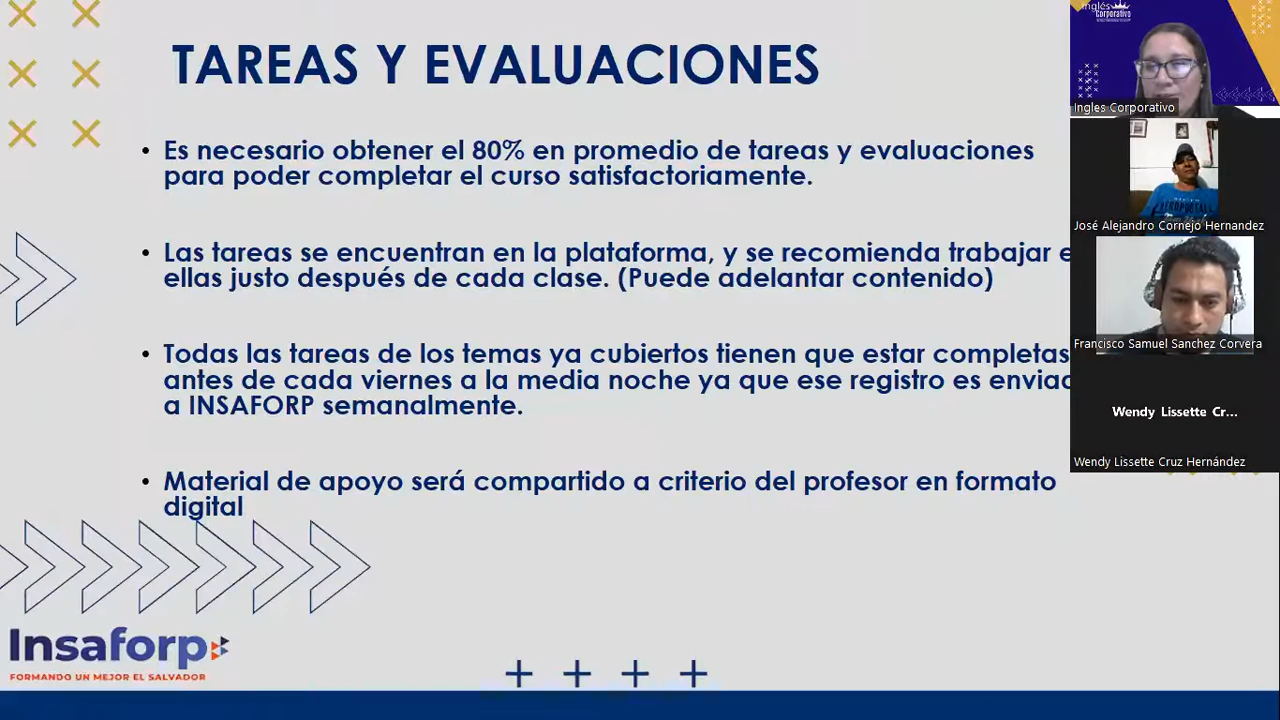 TAREAS Y EVALUACIONES
• Es necesario obtener el 80% en promedio de tareas y evaluaciones
para poder completar el curso satisfactoriamente.
• Las tareas se encuentran en la plataforma, y se recomienda trabajar e
ellas justo después de cada clase. (Puede adelantar contenido)
• Todas las tareas de los temas ya cubiertos tienen que estar completas
antes de cada viernes a la media noche ya que ese registro es enviad
a INSAFORP semanalmente.
• Material de apoyo será compartido a criterio del profesor en formato
digital
Insaforp
FORMANDO UN MEJOR EL SALVADOR
Inglés
Corporativo
Ingles Corporativo
José Alejandro Cornejo Hernandez
Francisco Samuel Sanchez Corvera
Wendy Lissette Cr...
Wendy Lissette Cruz Hernández